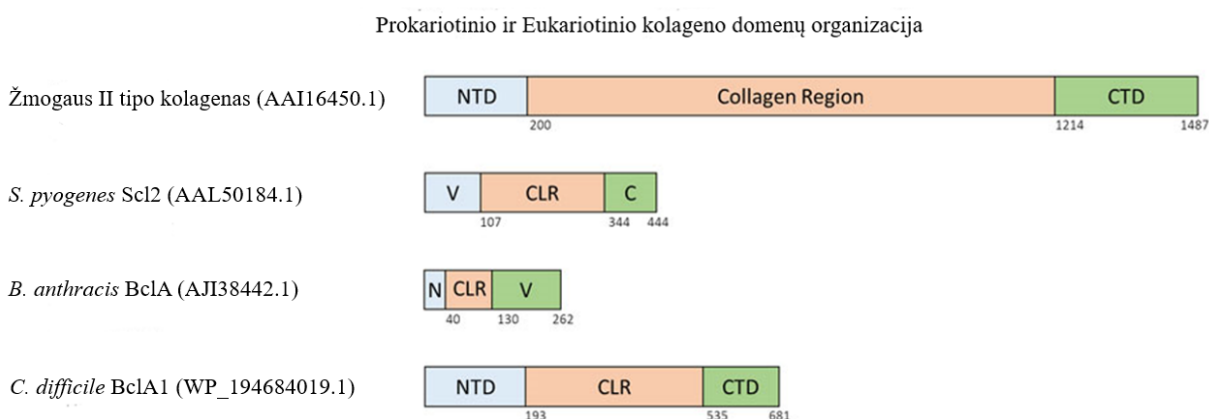 Prokariotinio ir Eukariotinio kolageno domenų organizacija
Žmogaus II tipo kolagenas (AAI16450.1)
NTD Collagen Region CTD
200 1214 1487
S. pyogenes Scl2 (AAL50184.1)
V CLR C
107 344 444
B. anthracis BclA (AJI38442.1)
N CLR V
40 130 262
C. difficile BclA1 (WP_194684019.1)
NTD CLR CTD
193 535 681